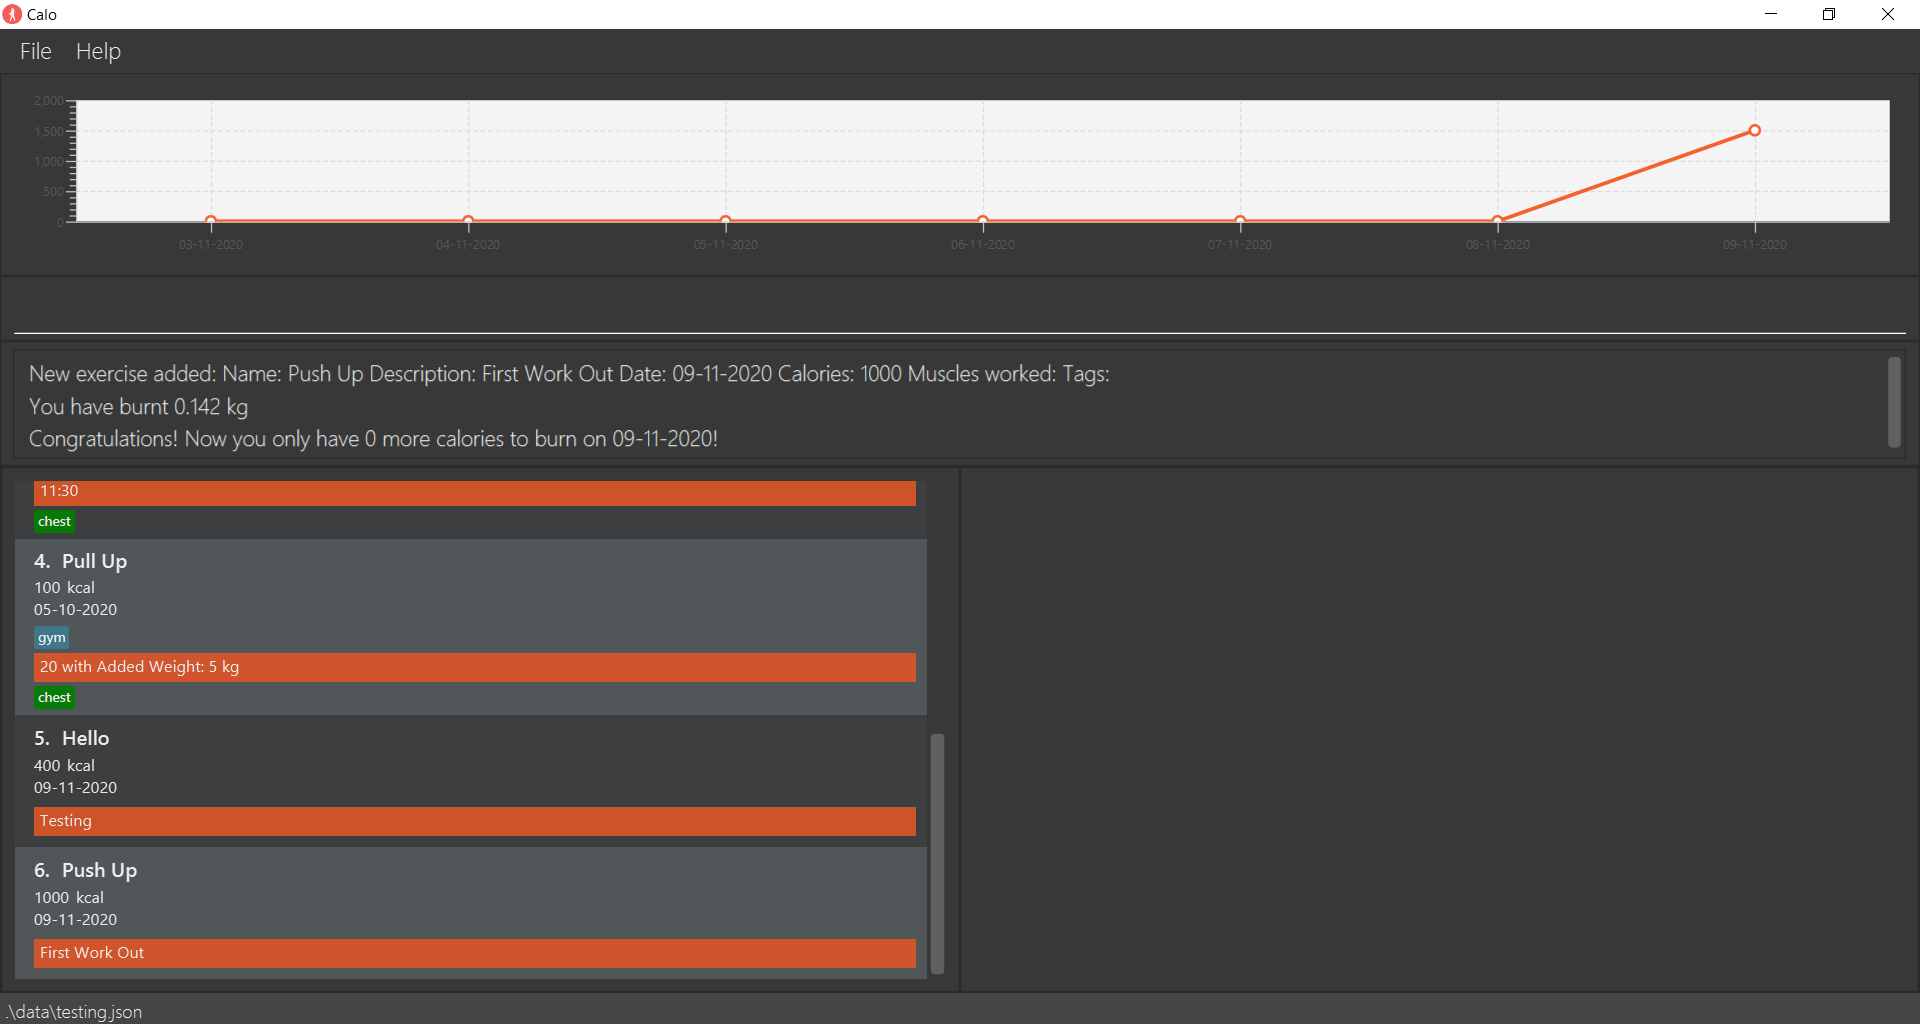 Calo
File Help
2,000
1,500
1,000
500
0
03-11-2020 04-11-2020 05-11-2020 06-11-2020 07-11-2020 08-11-2020 09-11-2020
New exercise added: Name: Push Up Description: First Work Out Date: 09-11-2020 Calories: 1000 Muscles worked: Tags:
You have burnt 0.142 kg
Congratulations! Now you only have 0 more calories to burn on 09-11-2020!
11:30
chest
4. Pull Up
100 kcal
05-10-2020
gym
20 with Added Weight: 5 kg
chest
5. Hello
400 kcal
09-11-2020
Testing
6. Push Up
1000 kcal
09-11-2020
First Work Out
.\data\testing.json